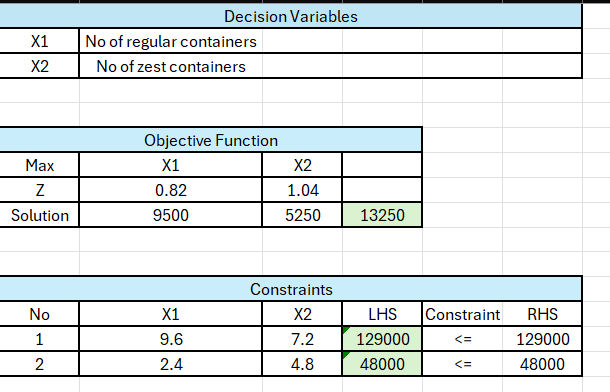 Decision Variables
X1 No of regular containers
X2 No of zest containers
Objective Function
Max X1 X2
Z 0.82 1.04
Solution 9500 5250 13250
Constraints
No X1 X2 LHS Constraint RHS
1 9.6 7.2 129000 <= 129000
2 2.4 4.8 48000 <= 48000